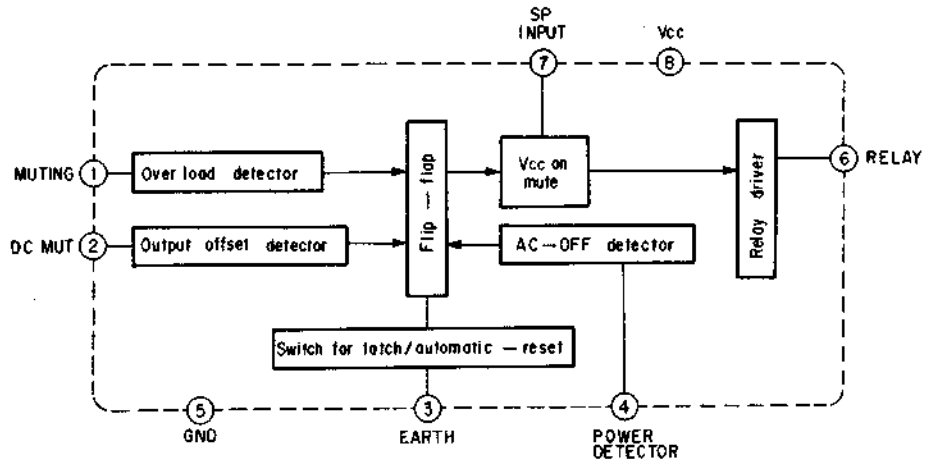 SP
INPUT
Vcc
7
8
MUTING
1
Over load detector
Flip — flap
Vcc on
mute
Relay driver
6
RELAY
DC MUT
2
Output offset detector
AC → OFF detector
Switch for latch/automatic — reset
5
GND
3
EARTH
4
POWER
DETECTOR